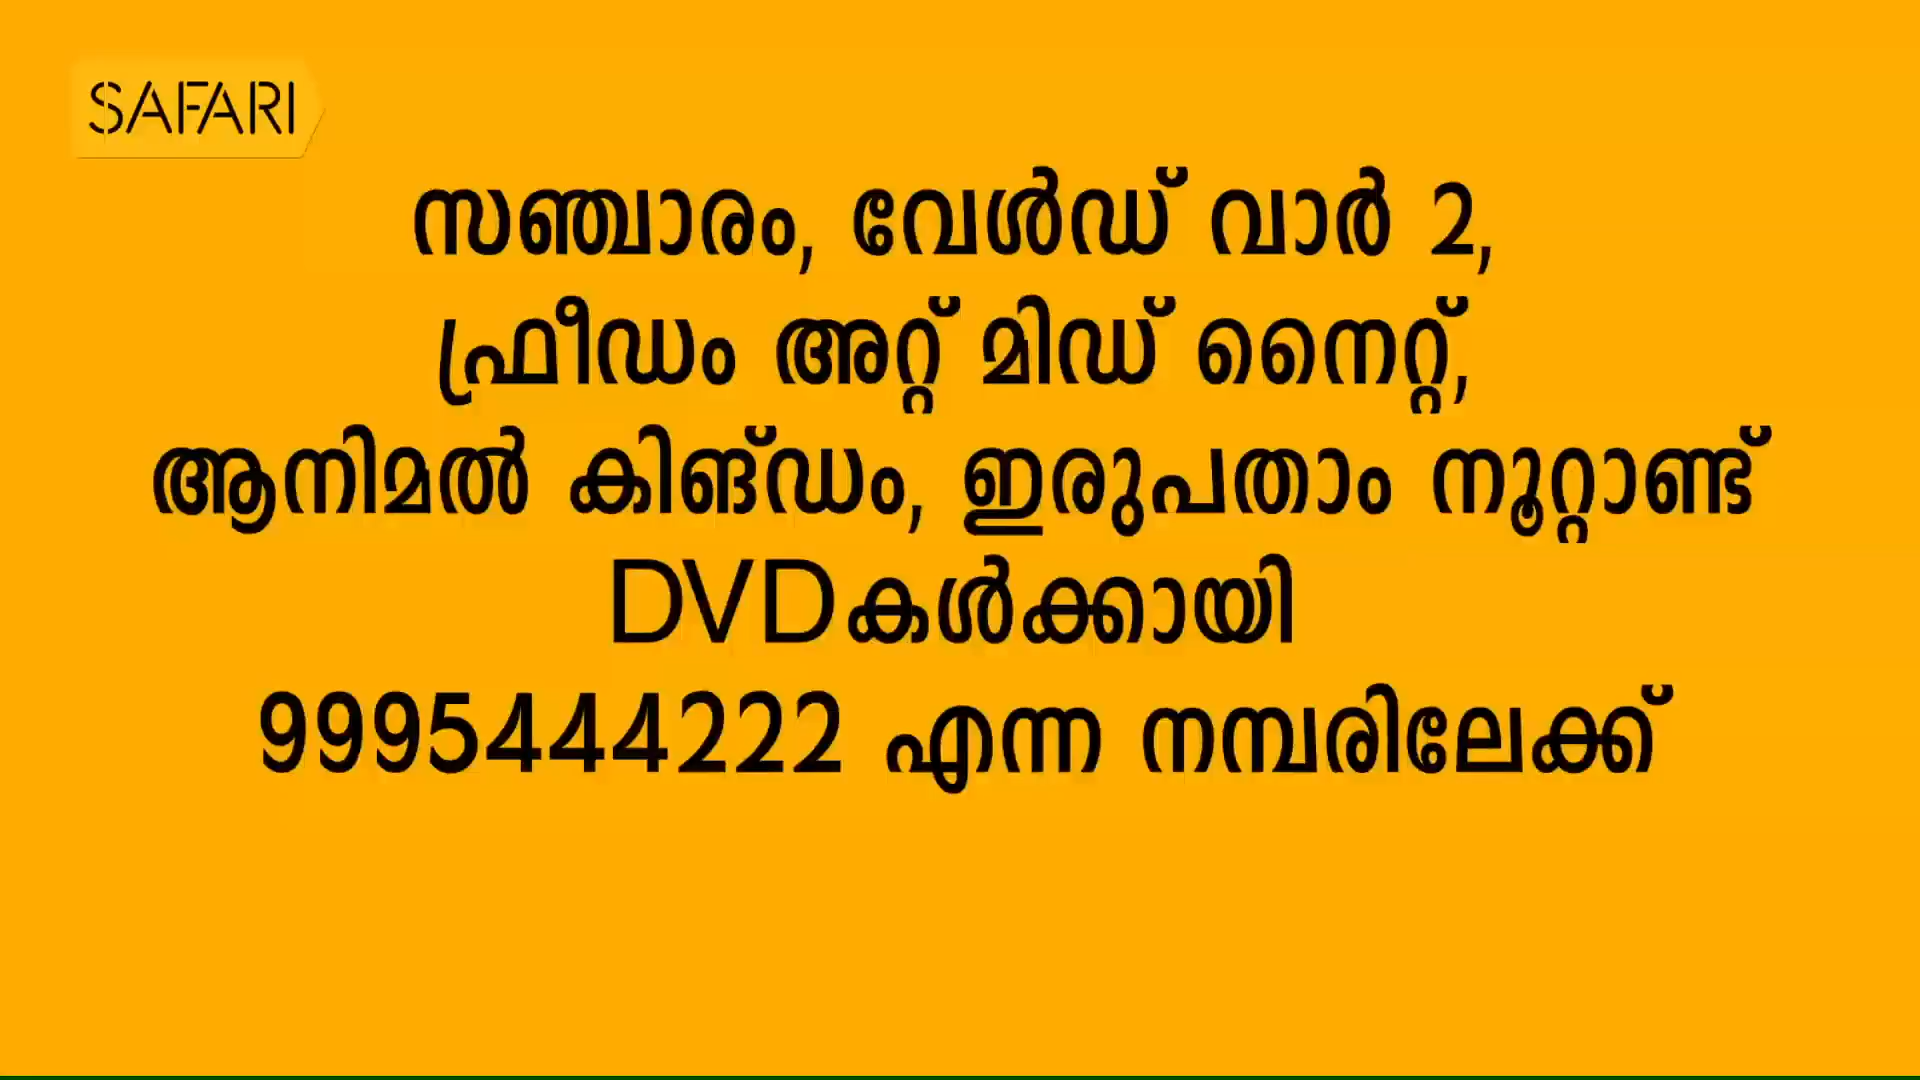 SAFARI
സഞ്ചാരം, വേൾഡ് വാർ 2,
ഫ്രീഡം അറ്റ് മിഡ് നൈറ്റ്,
ആനിമൽ കിങ്ഡം, ഇരുപതാം നൂറ്റാണ്ട്
DVDകൾക്കായി
9995444222 എന്ന നമ്പരിലേക്ക്